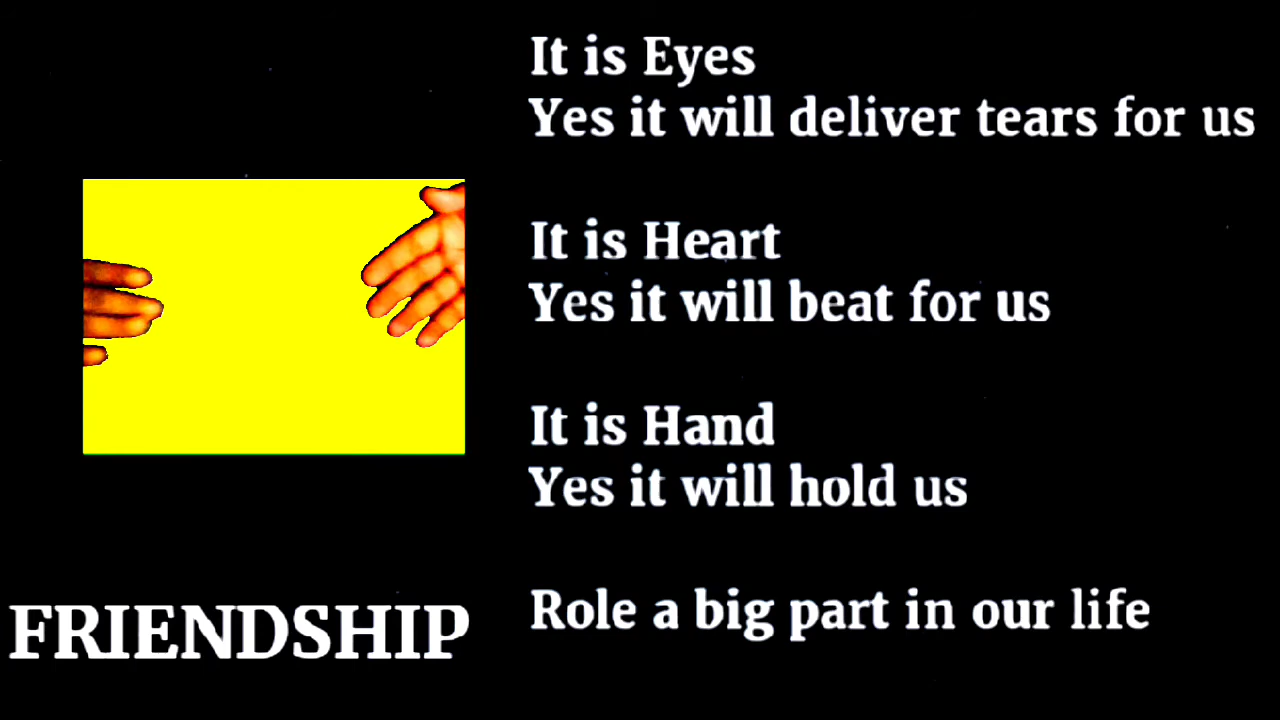 It is Eyes
Yes it will deliver tears for us
It is Heart
Yes it will beat for us
It is Hand
Yes it will hold us
Role a big part in our life
FRIENDSHIP